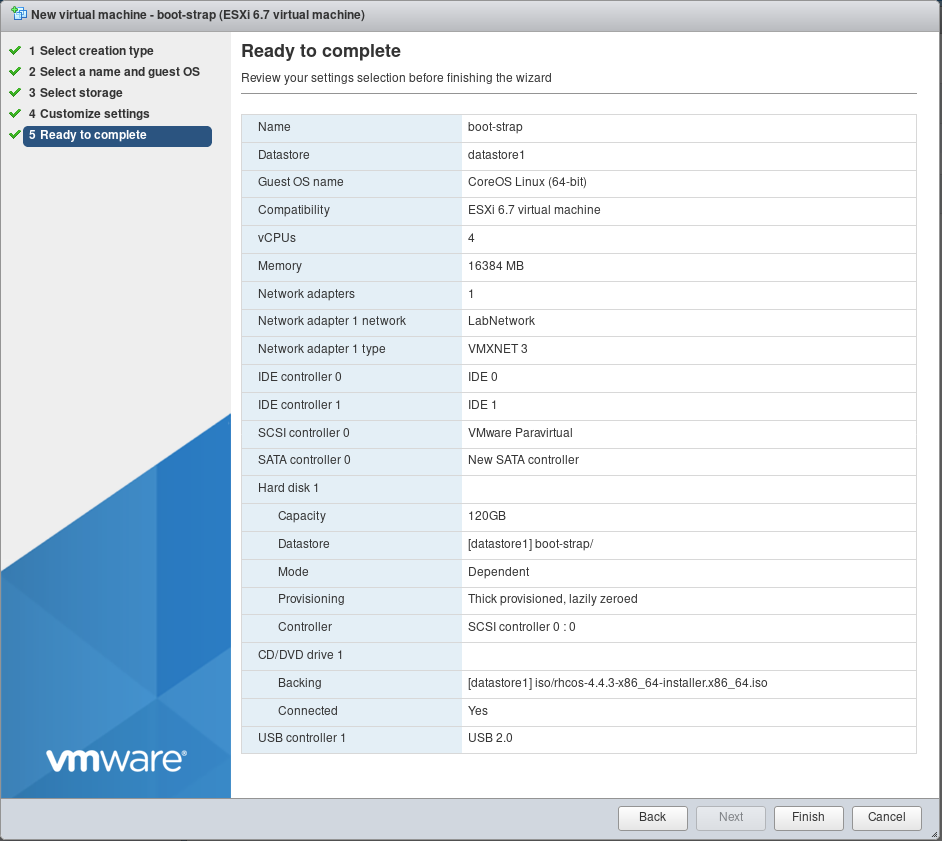 New virtual machine - boot-strap (ESXi 6.7 virtual machine)
1 Select creation type
2 Select a name and guest OS
3 Select storage
4 Customize settings
5 Ready to complete
Ready to complete
Review your settings selection before finishing the wizard
Name boot-strap
Datastore datastore1
Guest OS name CoreOS Linux (64-bit)
Compatibility ESXi 6.7 virtual machine
vCPUs 4
Memory 16384 MB
Network adapters 1
Network adapter 1 network LabNetwork
Network adapter 1 type VMXNET 3
IDE controller 0 IDE 0
IDE controller 1 IDE 1
SCSI controller 0 VMware Paravirtual
SATA controller 0 New SATA controller
Hard disk 1
Capacity 120GB
Datastore [datastore1] boot-strap/
Mode Dependent
Provisioning Thick provisioned, lazily zeroed
Controller SCSI controller 0 : 0
CD/DVD drive 1
Backing [datastore1] iso/rhcos-4.4.3-x86_64-installer.x86_64.iso
Connected Yes
USB controller 1 USB 2.0
vmware®
Back Next Finish Cancel